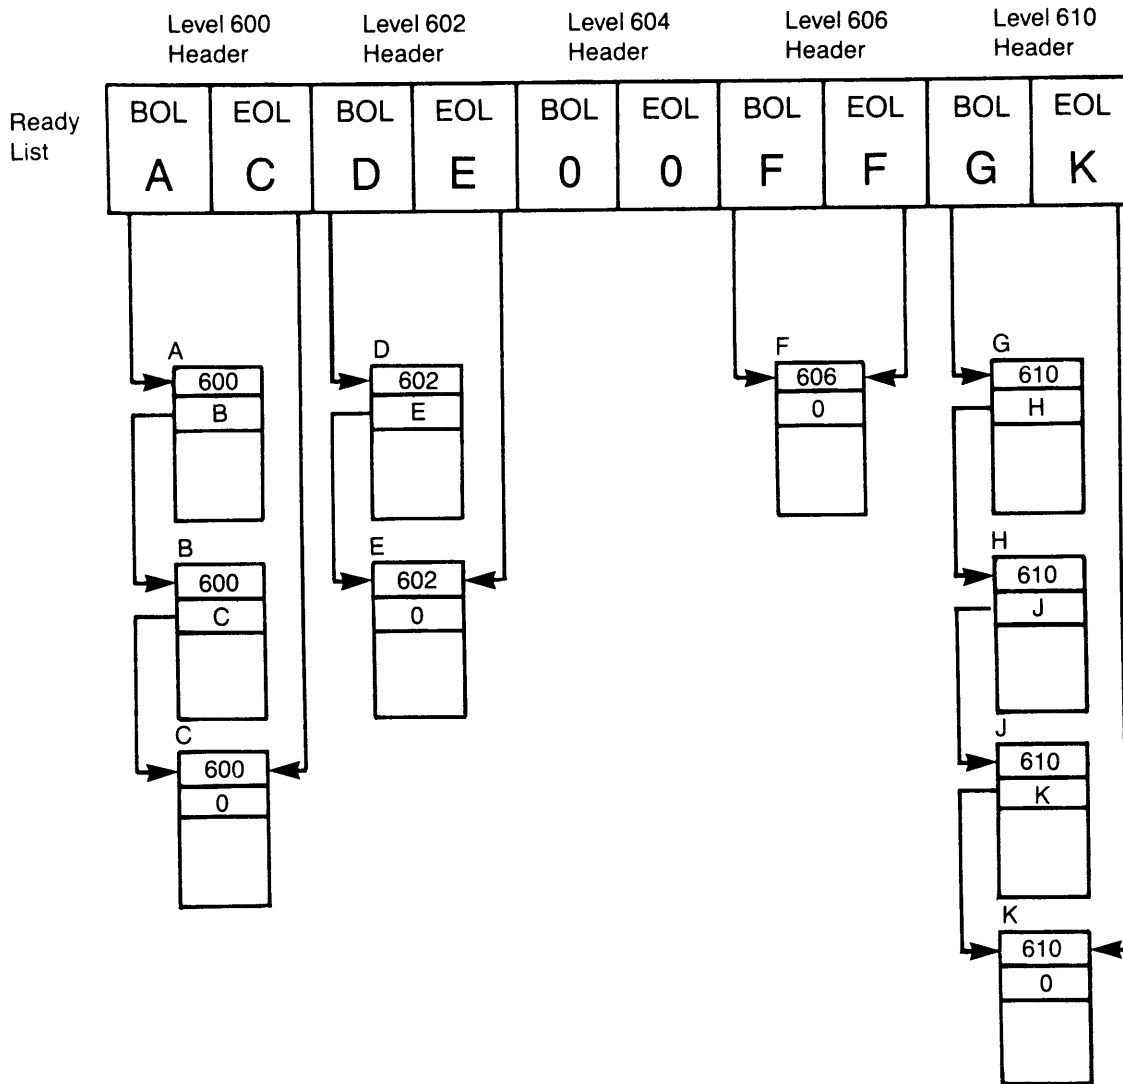 Level 600 Level 602 Level 604 Level 606 Level 610
Header Header Header Header Header
Ready List
BOL EOL BOL EOL BOL EOL BOL EOL BOL EOL
A C D E 0 0 F F G K
A D F G
600 602 606 610
B E 0 H
B E H
600 602 610
C 0 J
C J
600 610
0 K
K
610
0